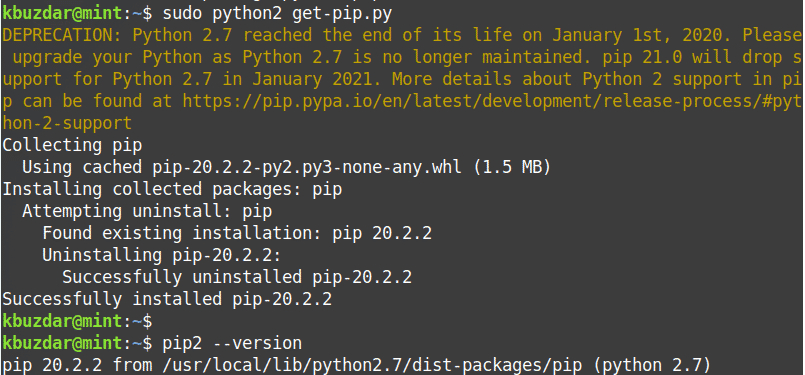 kbuzdar@mint:~$ sudo python2 get-pip.py
DEPRECATION: Python 2.7 reached the end of its life on January 1st, 2020. Please
 upgrade your Python as Python 2.7 is no longer maintained. pip 21.0 will drop s
upport for Python 2.7 in January 2021. More details about Python 2 support in pi
p can be found at https://pip.pypa.io/en/latest/development/release-process/#pyt
hon-2-support
Collecting pip
  Using cached pip-20.2.2-py2.py3-none-any.whl (1.5 MB)
Installing collected packages: pip
  Attempting uninstall: pip
    Found existing installation: pip 20.2.2
    Uninstalling pip-20.2.2:
      Successfully uninstalled pip-20.2.2
Successfully installed pip-20.2.2
kbuzdar@mint:~$
kbuzdar@mint:~$ pip2 --version
pip 20.2.2 from /usr/local/lib/python2.7/dist-packages/pip (python 2.7)